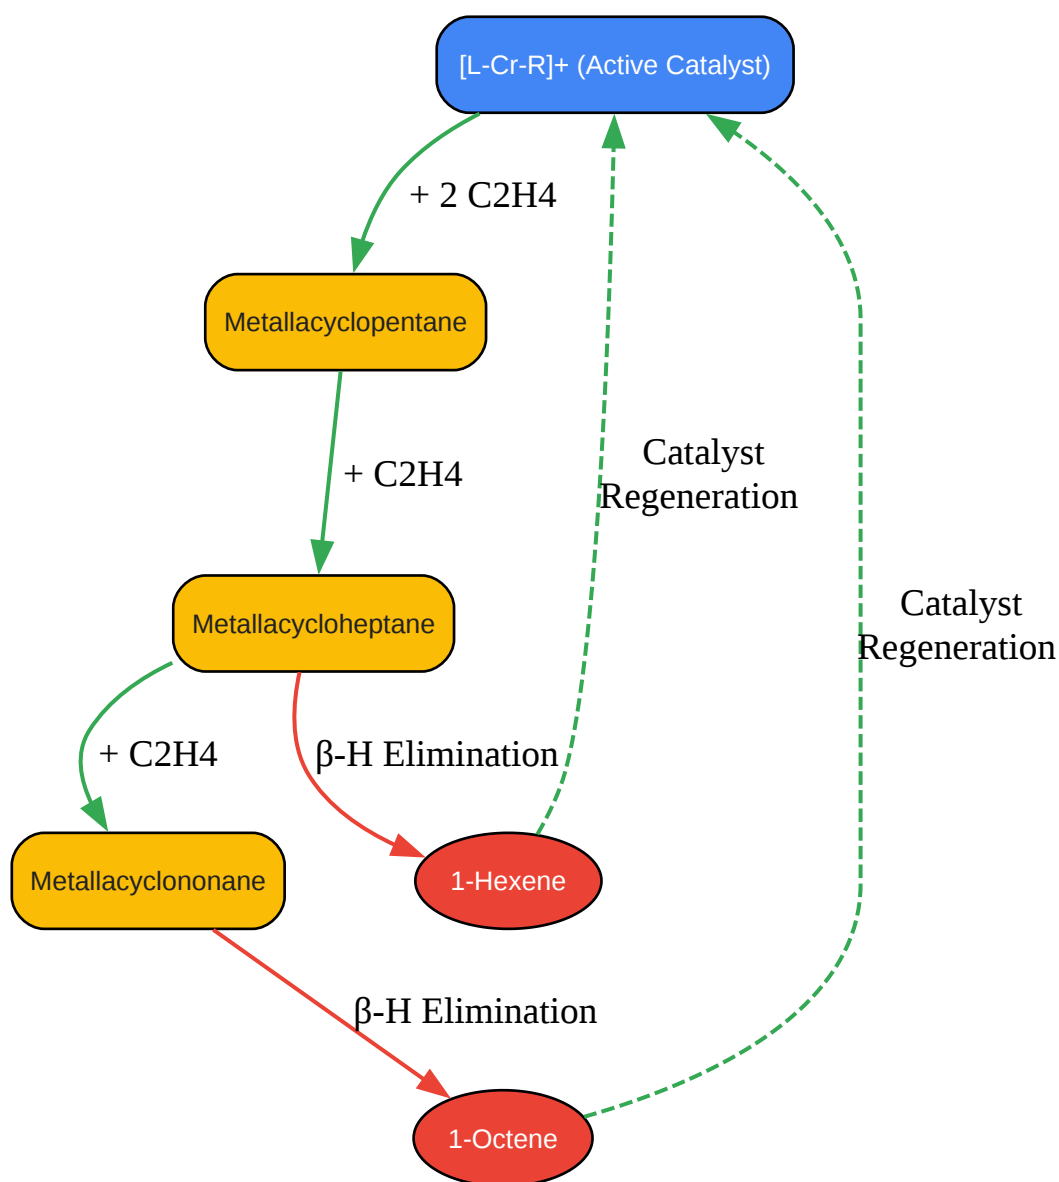 [L-Cr-R]+ (Active Catalyst)
+ 2 C2H4
Metallacyclopentane
+ C2H4
Catalyst
Regeneration
Metallacycloheptane
Catalyst
Regeneration
+ C2H4
β-H Elimination
Metallacyclononane
1-Hexene
β-H Elimination
1-Octene